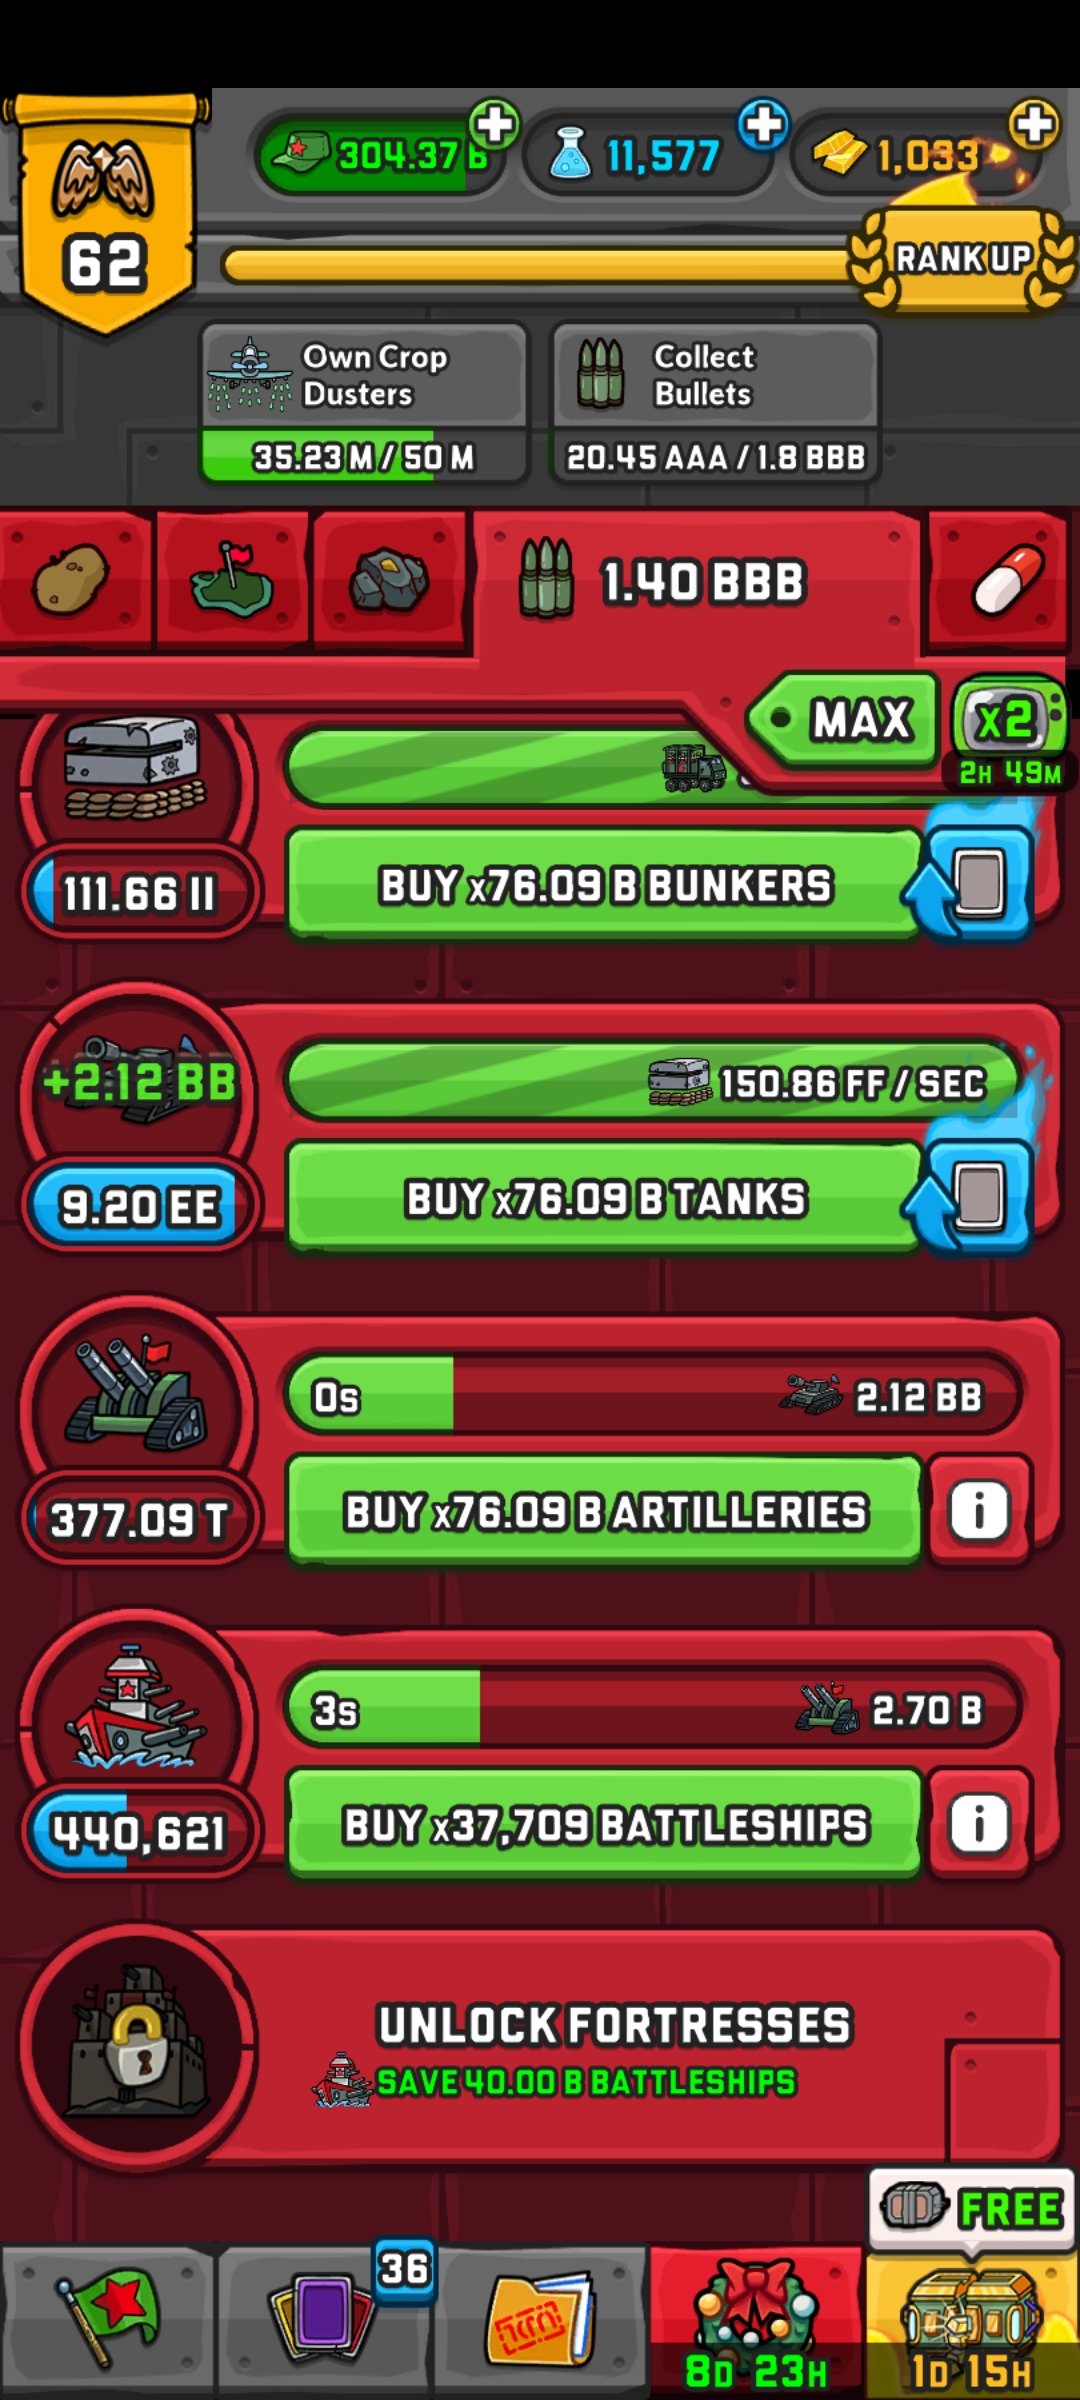 304.37 B
11,577
1,033
62
RANK UP
Own Crop
Dusters
35.23 M / 50 M
Collect
Bullets
20.45 AAA / 1.8 BBB
1.40 BBB
MAX
x2
2H 49M
111.66 II
BUY x76.09 B BUNKERS
+2.12 BB
150.86 FF / SEC
9.20 EE
BUY x76.09 B TANKS
0s
2.12 BB
377.09 T
BUY x76.09 B ARTILLERIES
i
3s
2.70 B
440,621
BUY x37,709 BATTLESHIPS
i
UNLOCK FORTRESSES
SAVE 40.00 B BATTLESHIPS
FREE
36
8D 23H
1D 15H